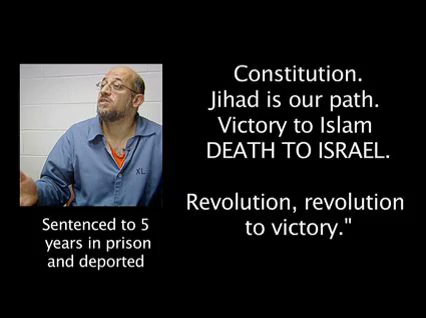 Constitution.
Jihad is our path.
Victory to Islam
DEATH TO ISRAEL.
Revolution, revolution
to victory."
XL
Sentenced to 5
years in prison
and deported